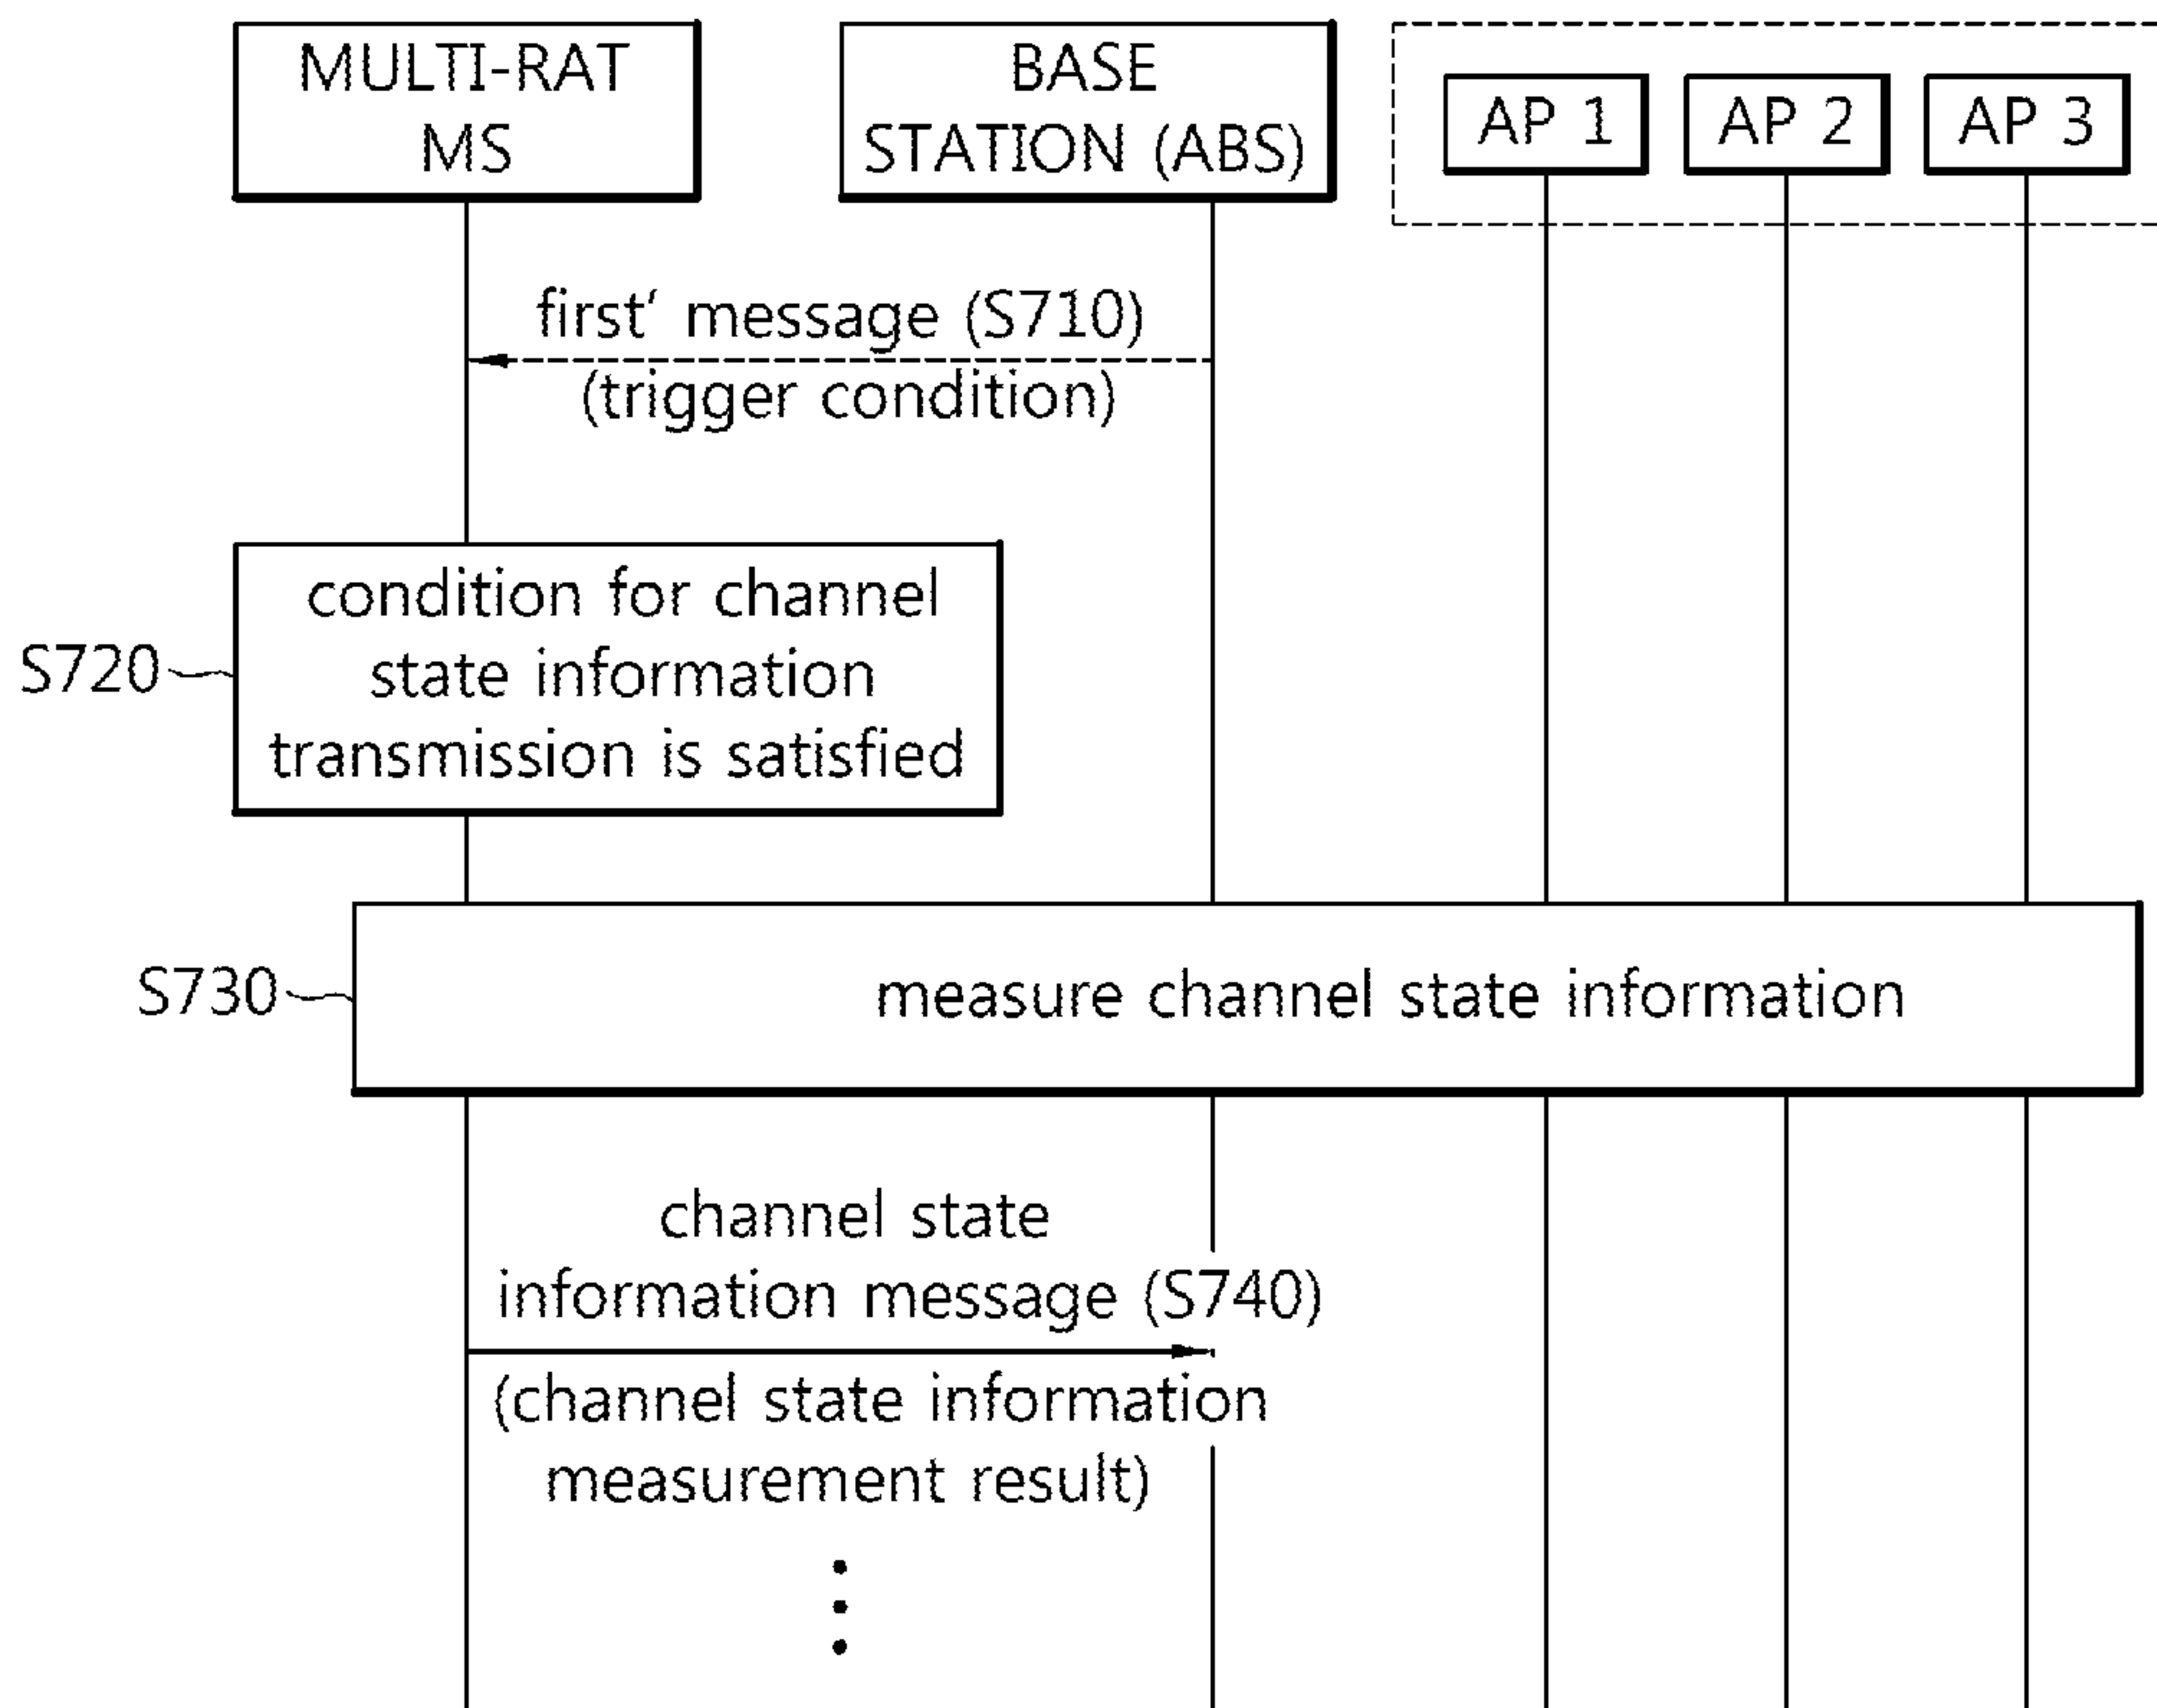 MULTI-RAT
MS
BASE
STATION (ABS)
AP 1
AP 2
AP 3
first‘ message (S710)
(trigger condition)
S720
condition for channel
state information
transmission is satisfied
S730
measure channel state information
channel state
information message (S740)
(channel state information
measurement result)